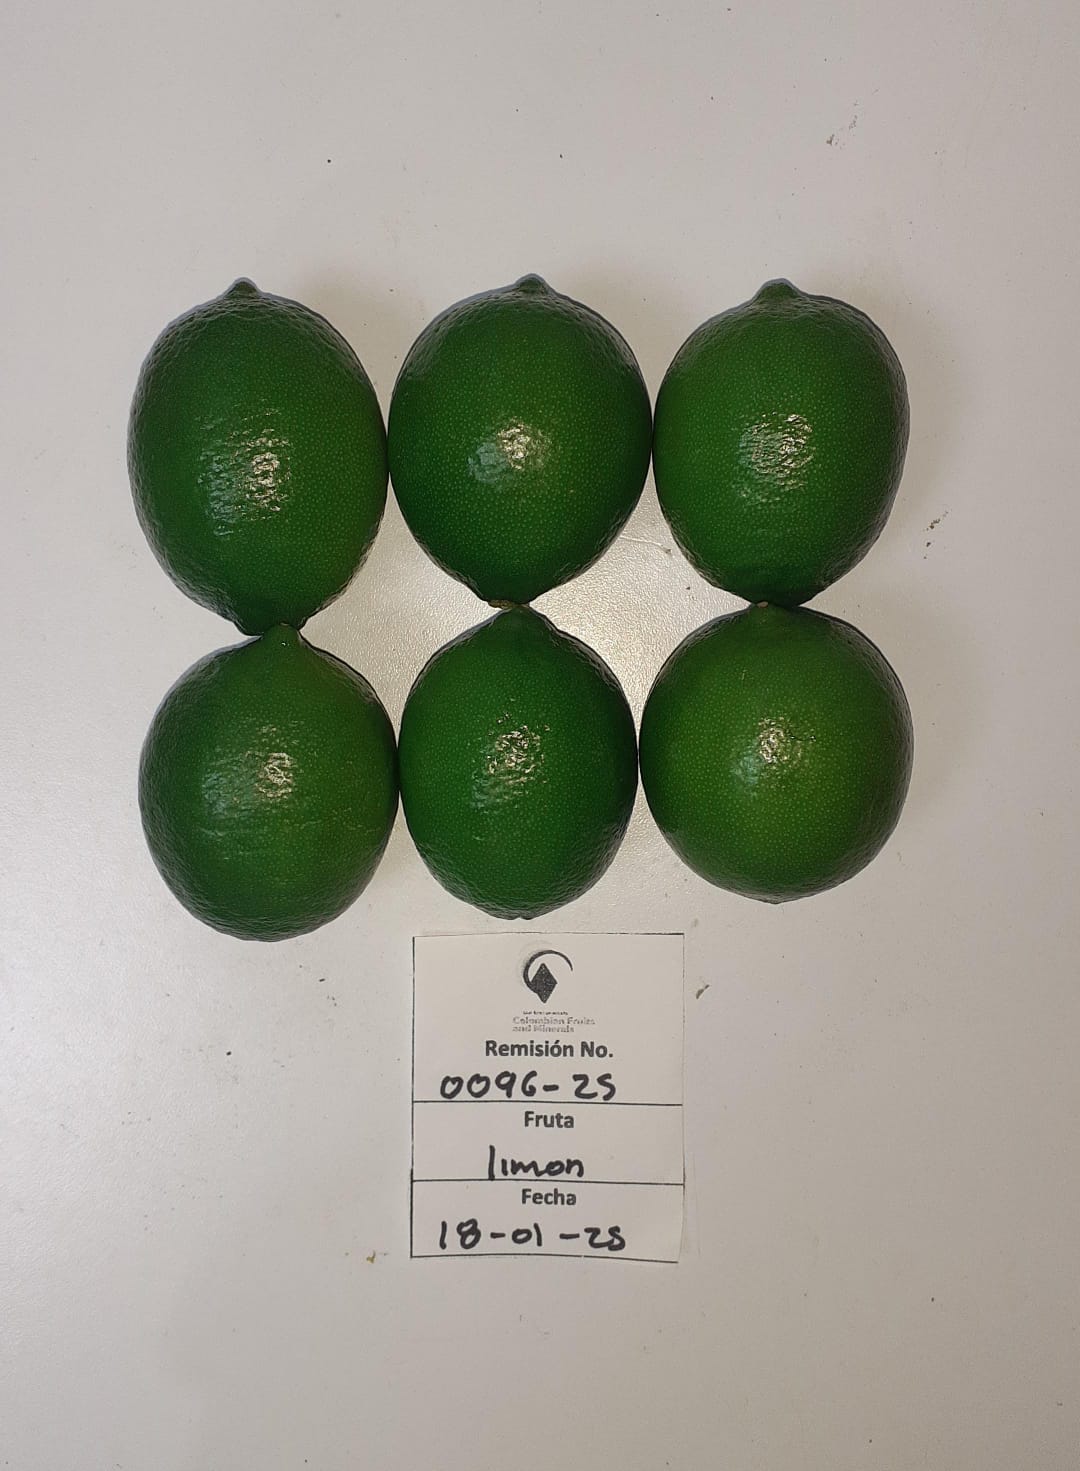 Colombian Fruits
and Minerals
Remisión No.
0096-25
Fruta
limon
Fecha
18-01-25